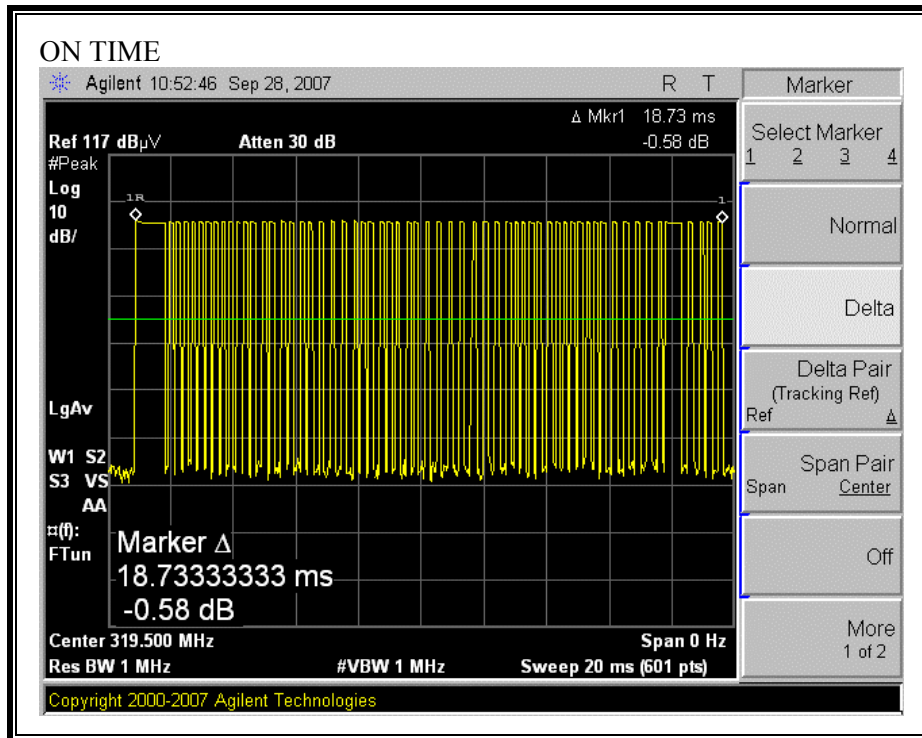 ON TIME
Agilent 10:52:46 Sep 28, 2007 R T
Marker
Δ Mkr1 18.73 ms
Ref 117 dBµV Atten 30 dB -0.58 dB
#Peak
Log
10
dB/
1R
1
LgAv
W1 S2
S3 VS
AA
¤(f):
FTun
Marker Δ
18.73333333 ms
-0.58 dB
Center 319.500 MHz Span 0 Hz
Res BW 1 MHz #VBW 1 MHz Sweep 20 ms (601 pts)
Copyright 2000-2007 Agilent Technologies
Select Marker
1 2 3 4
Normal
Delta
Delta Pair
(Tracking Ref)
Ref Δ
Span Pair
Span Center
Off
More
1 of 2